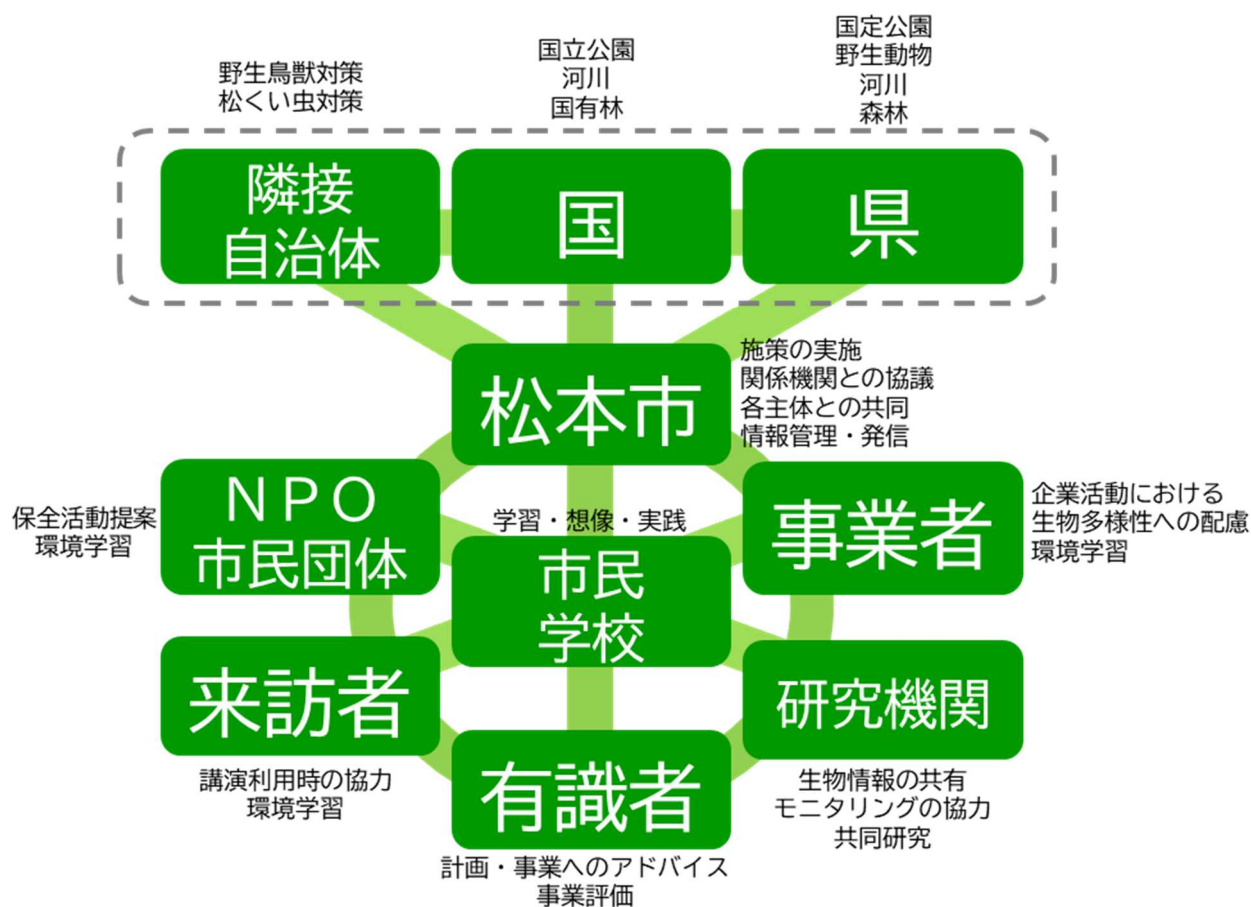 野生鳥獣対策
松くい虫対策
国立公園
河川
国有林
国定公園
野生動物
河川
森林
隣接
自治体
国
県
松本市
施策の実施
関係機関との協議
各主体との共同
情報管理・発信
保全活動提案
環境学習
NPO
市民団体
学習・想像・実践
市民
学校
事業者
企業活動における
生物多様性への配慮
環境学習
来訪者
講演利用時の協力
環境学習
有識者
計画・事業へのアドバイス
事業評価
研究機関
生物情報の共有
モニタリングの協力
共同研究